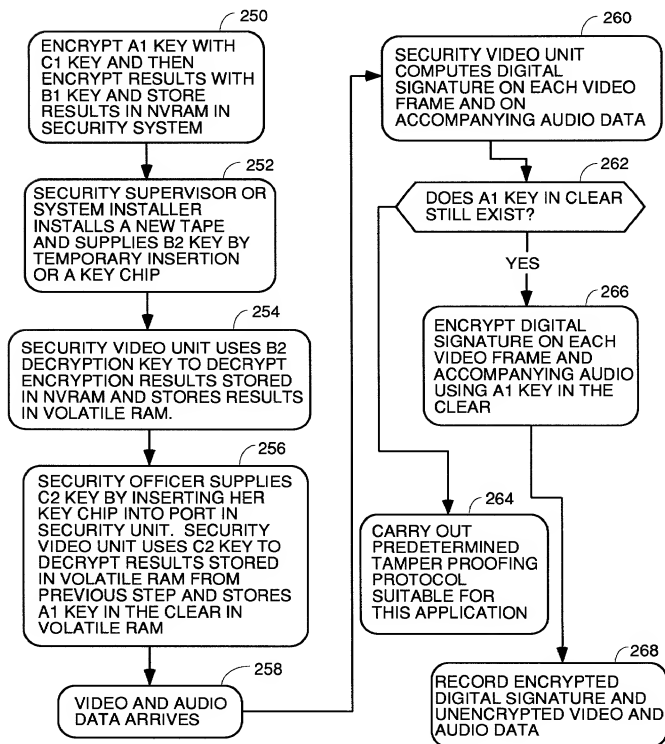 250
ENCRYPT A1 KEY WITH
C1 KEY AND THEN
ENCRYPT RESULTS WITH
B1 KEY AND STORE
RESULTS IN NVRAM IN
SECURITY SYSTEM
252
SECURITY SUPERVISOR OR
SYSTEM INSTALLER
INSTALLS A NEW TAPE
AND SUPPLIES B2 KEY BY
TEMPORARY INSERTION
OR A KEY CHIP
254
SECURITY VIDEO UNIT USES B2
DECRYPTION KEY TO DECRYPT
ENCRYPTION RESULTS STORED
IN NVRAM AND STORES RESULTS
IN VOLATILE RAM.
256
SECURITY OFFICER SUPPLIES
C2 KEY BY INSERTING HER
KEY CHIP INTO PORT IN
SECURITY UNIT. SECURITY
VIDEO UNIT USES C2 KEY TO
DECRYPT RESULTS STORED
IN VOLATILE RAM FROM
PREVIOUS STEP AND STORES
A1 KEY IN THE CLEAR IN
VOLATILE RAM
258
VIDEO AND AUDIO
DATA ARRIVES
260
SECURITY VIDEO UNIT
COMPUTES DIGITAL
SIGNATURE ON EACH VIDEO
FRAME AND ON
ACCOMPANYING AUDIO DATA
262
DOES A1 KEY IN CLEAR
STILL EXIST?
YES
266
ENCRYPT DIGITAL
SIGNATURE ON EACH
VIDEO FRAME AND
ACCOMPANYING AUDIO
USING A1 KEY IN THE
CLEAR
264
CARRY OUT
PREDETERMINED
TAMPER PROOFING
PROTOCOL
SUITABLE FOR
THIS APPLICATION
268
RECORD ENCRYPTED
DIGITAL SIGNATURE AND
UNENCRYPTED VIDEO AND
AUDIO DATA